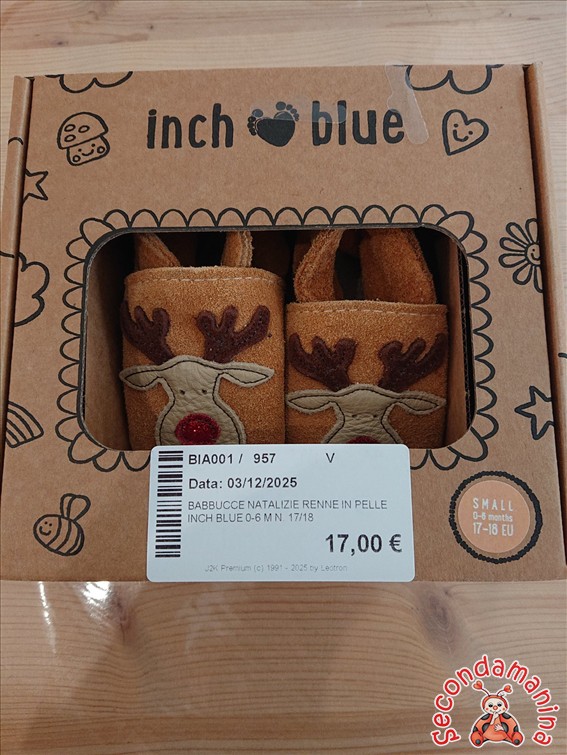 inch blue
BIA001 / 957 V
Data: 03/12/2025
BABBUCCE NATALIZIE RENNE IN PELLE
INCH BLUE 0-6 M N. 17/18
17,00 €
J2K Premium (c) 1991 - 2025 by Lectron
SMALL
0-6 months
17-18 EU
secondamanina